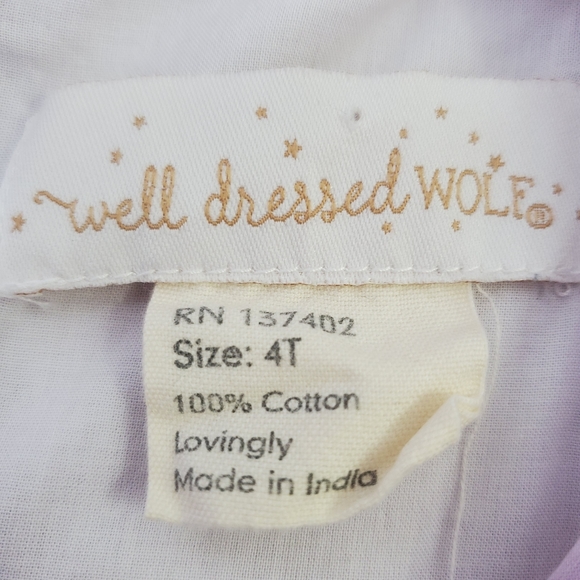 well dressed WOLF®
RN 137402
Size: 4T
100% Cotton
Lovingly
Made in India